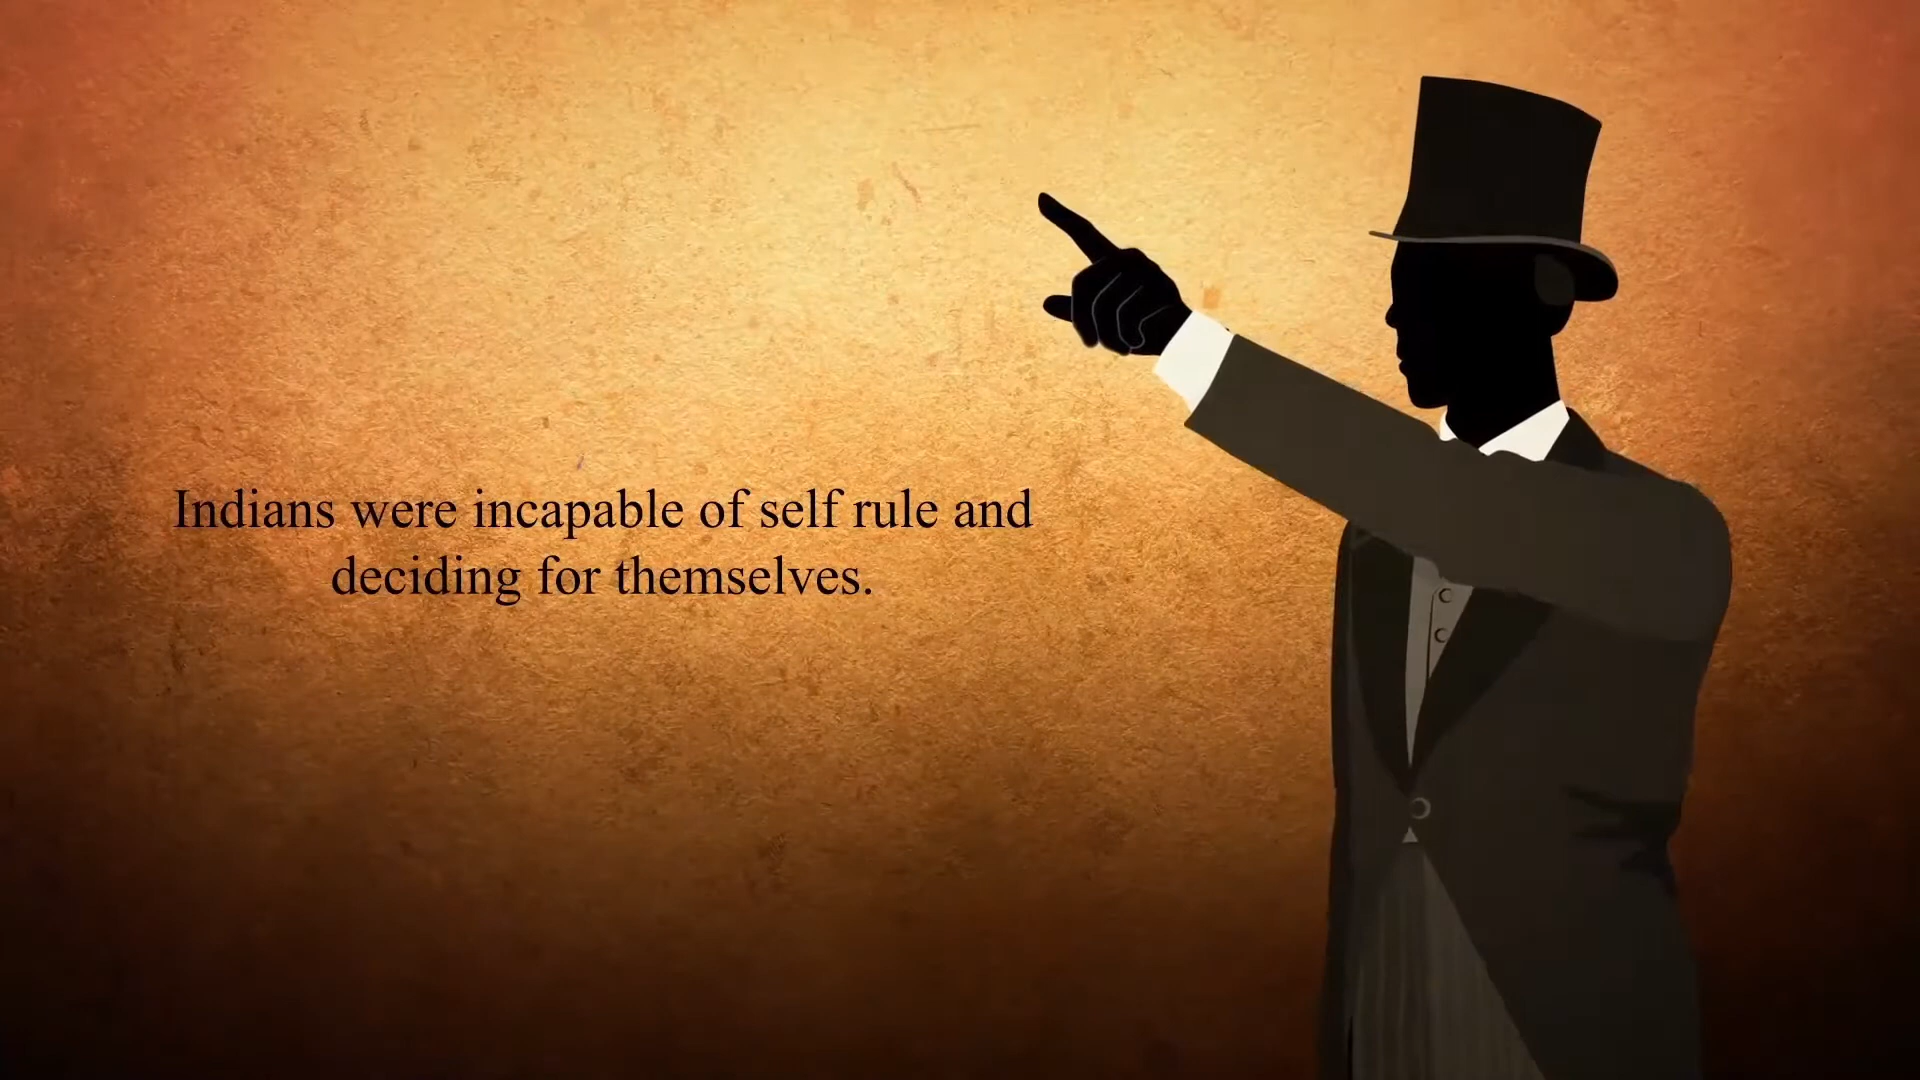 Indians were incapable of self rule and
deciding for themselves.